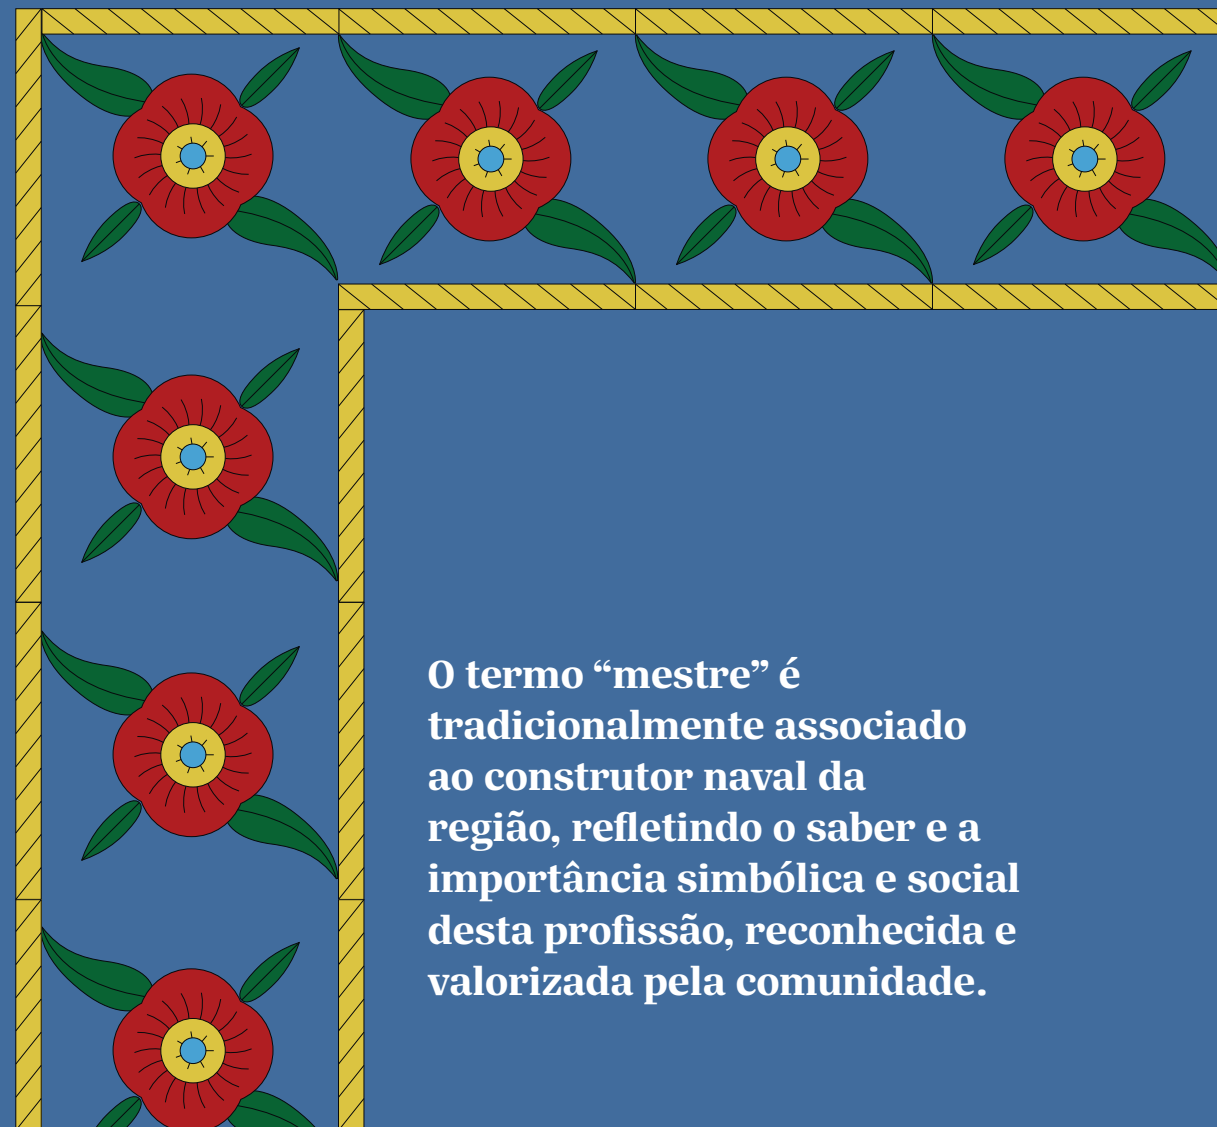 O termo “mestre” é
tradicionalmente associado
ao construtor naval da
região, refletindo o saber e a
importância simbólica e social
desta profissão, reconhecida e
valorizada pela comunidade.